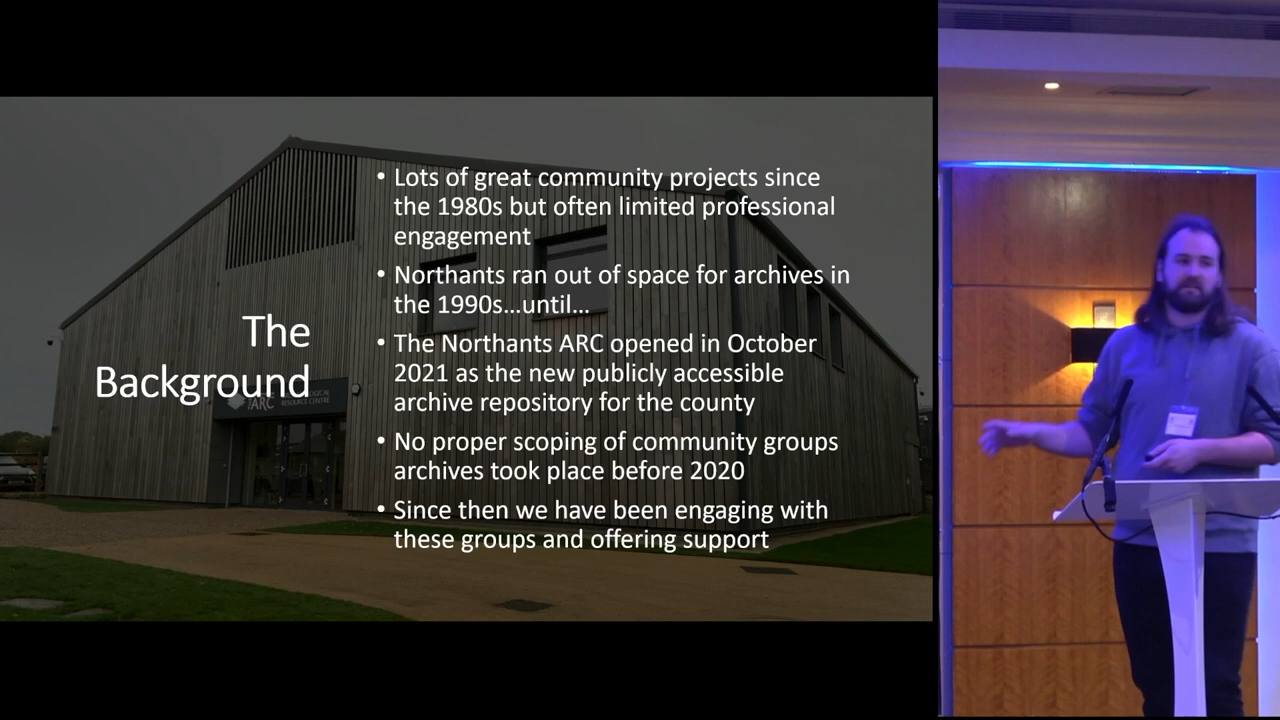 The
Background
• Lots of great community projects since
the 1980s but often limited professional
engagement
• Northants ran out of space for archives in
the 1990s...until...
• The Northants ARC opened in October
2021 as the new publicly accessible
archive repository for the county
• No proper scoping of community groups
archives took place before 2020
• Since then we have been engaging with
these groups and offering support
ARC
RESOURCE CENTRE